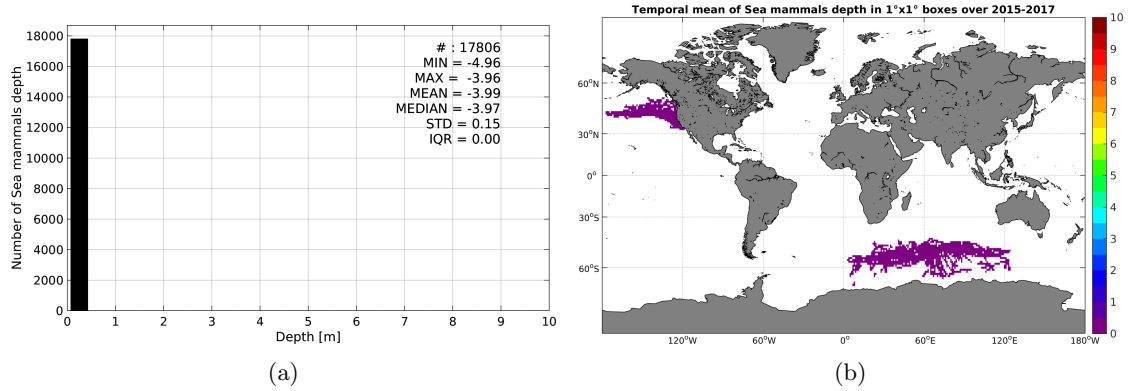 18000
16000
14000
12000
10000
8000
6000
4000
2000
0
Number of Sea mammals depth
# : 17806
MIN = -4.96
MAX = -3.96
MEAN = -3.99
MEDIAN = -3.97
STD = 0.15
IQR = 0.00
0 1 2 3 4 5 6 7 8 9 10
Depth [m]
(a)
Temporal mean of Sea mammals depth in 1°x1° boxes over 2015-2017
60°N
30°N
0°
30°S
60°S
120°W 60°W 0° 60°E 120°E 180°W
10
9
8
7
6
5
4
3
2
1
0
(b)